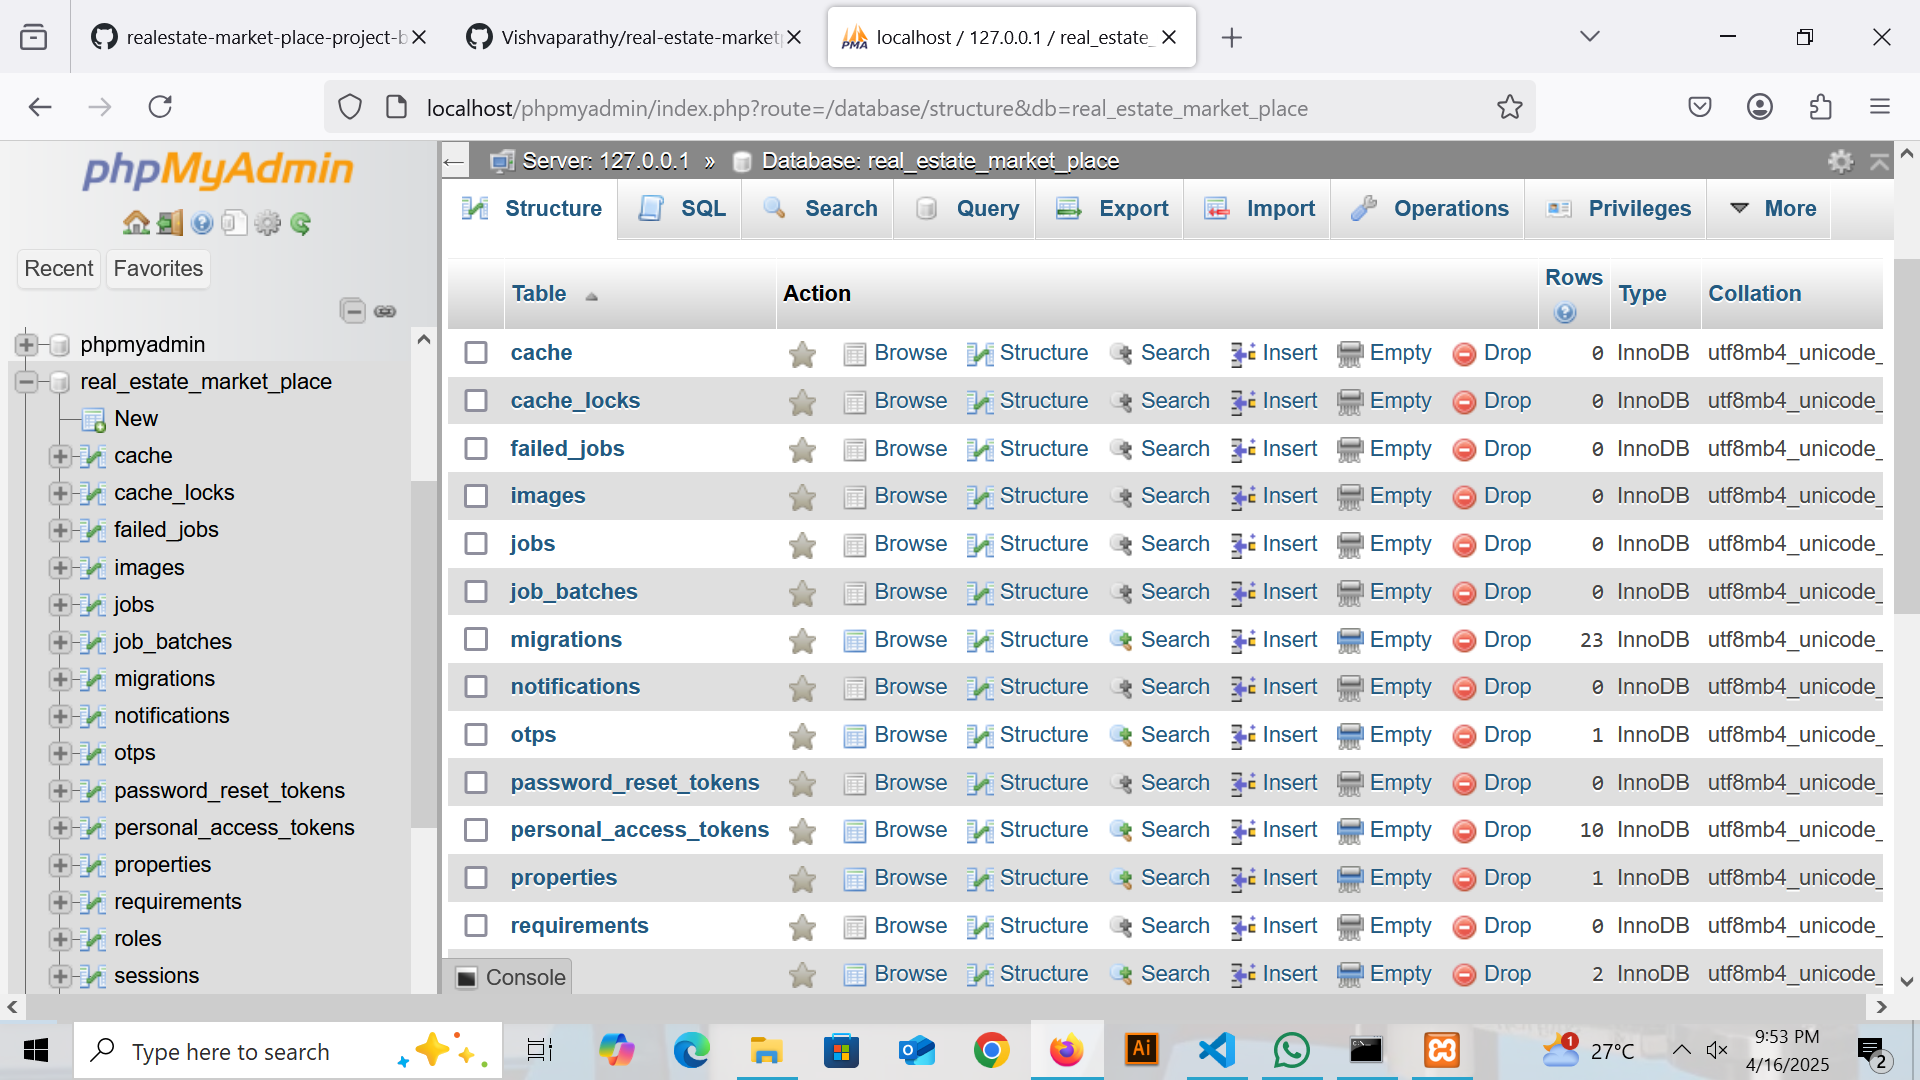 realestate-market-place-project-b
Vishvaparathy/real-estate-marketp
localhost / 127.0.0.1 / real_estate_
localhost/phpmyadmin/index.php?route=/database/structure&db=real_estate_market_place
phpMyAdmin
Recent
Favorites
phpmyadmin
real_estate_market_place
New
cache
cache_locks
failed_jobs
images
jobs
job_batches
migrations
notifications
otps
password_reset_tokens
personal_access_tokens
properties
requirements
roles
sessions
Server: 127.0.0.1 » Database: real_estate_market_place
Structure SQL Search Query Export Import Operations Privileges More
Table Action Rows Type Collation
cache Browse Structure Search Insert Empty Drop 0 InnoDB utf8mb4_unicode_
cache_locks Browse Structure Search Insert Empty Drop 0 InnoDB utf8mb4_unicode_
failed_jobs Browse Structure Search Insert Empty Drop 0 InnoDB utf8mb4_unicode_
images Browse Structure Search Insert Empty Drop 0 InnoDB utf8mb4_unicode_
jobs Browse Structure Search Insert Empty Drop 0 InnoDB utf8mb4_unicode_
job_batches Browse Structure Search Insert Empty Drop 0 InnoDB utf8mb4_unicode_
migrations Browse Structure Search Insert Empty Drop 23 InnoDB utf8mb4_unicode_
notifications Browse Structure Search Insert Empty Drop 0 InnoDB utf8mb4_unicode_
otps Browse Structure Search Insert Empty Drop 1 InnoDB utf8mb4_unicode_
password_reset_tokens Browse Structure Search Insert Empty Drop 0 InnoDB utf8mb4_unicode_
personal_access_tokens Browse Structure Search Insert Empty Drop 10 InnoDB utf8mb4_unicode_
properties Browse Structure Search Insert Empty Drop 1 InnoDB utf8mb4_unicode_
requirements Browse Structure Search Insert Empty Drop 0 InnoDB utf8mb4_unicode_
Browse Structure Search Insert Empty Drop 2 InnoDB utf8mb4_unicode_
Console
Type here to search
Ai
1
27°C
9:53 PM
4/16/2025
2